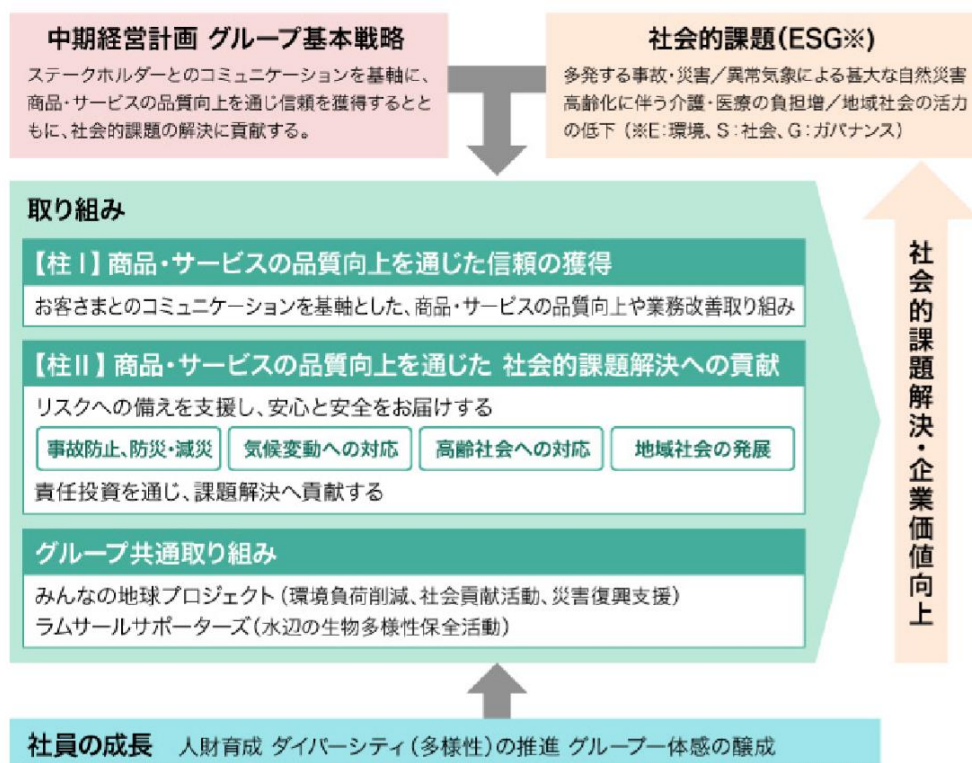 中期経営計画 グループ基本戦略
ステークホルダーとのコミュニケーションを基軸に、
商品・サービスの品質向上を通じ信頼を獲得するとと
もに、社会的課題の解決に貢献する。
社会的課題(ESG※)
多発する事故・災害/異常気象による甚大な自然災害
高齢化に伴う介護・医療の負担増/地域社会の活力
の低下(※E:環境、S:社会、G:ガバナンス)
取り組み
【柱Ⅰ】商品・サービスの品質向上を通じた信頼の獲得
お客さまとのコミュニケーションを基軸とした、商品・サービスの品質向上や業務改善取り組み
【柱Ⅱ】商品・サービスの品質向上を通じた 社会的課題解決への貢献
リスクへの備えを支援し、安心と安全をお届けする
事故防止、防災・減災 気候変動への対応 高齢社会への対応 地域社会の発展
責任投資を通じ、課題解決へ貢献する
グループ共通取り組み
みんなの地球プロジェクト(環境負荷削減、社会貢献活動、災害復興支援)
ラムサールサポーターズ(水辺の生物多様性保全活動)
社会的課題解決・企業価値向上
社員の成長 人財育成 ダイバーシティ(多様性)の推進 グループ一体感の醸成